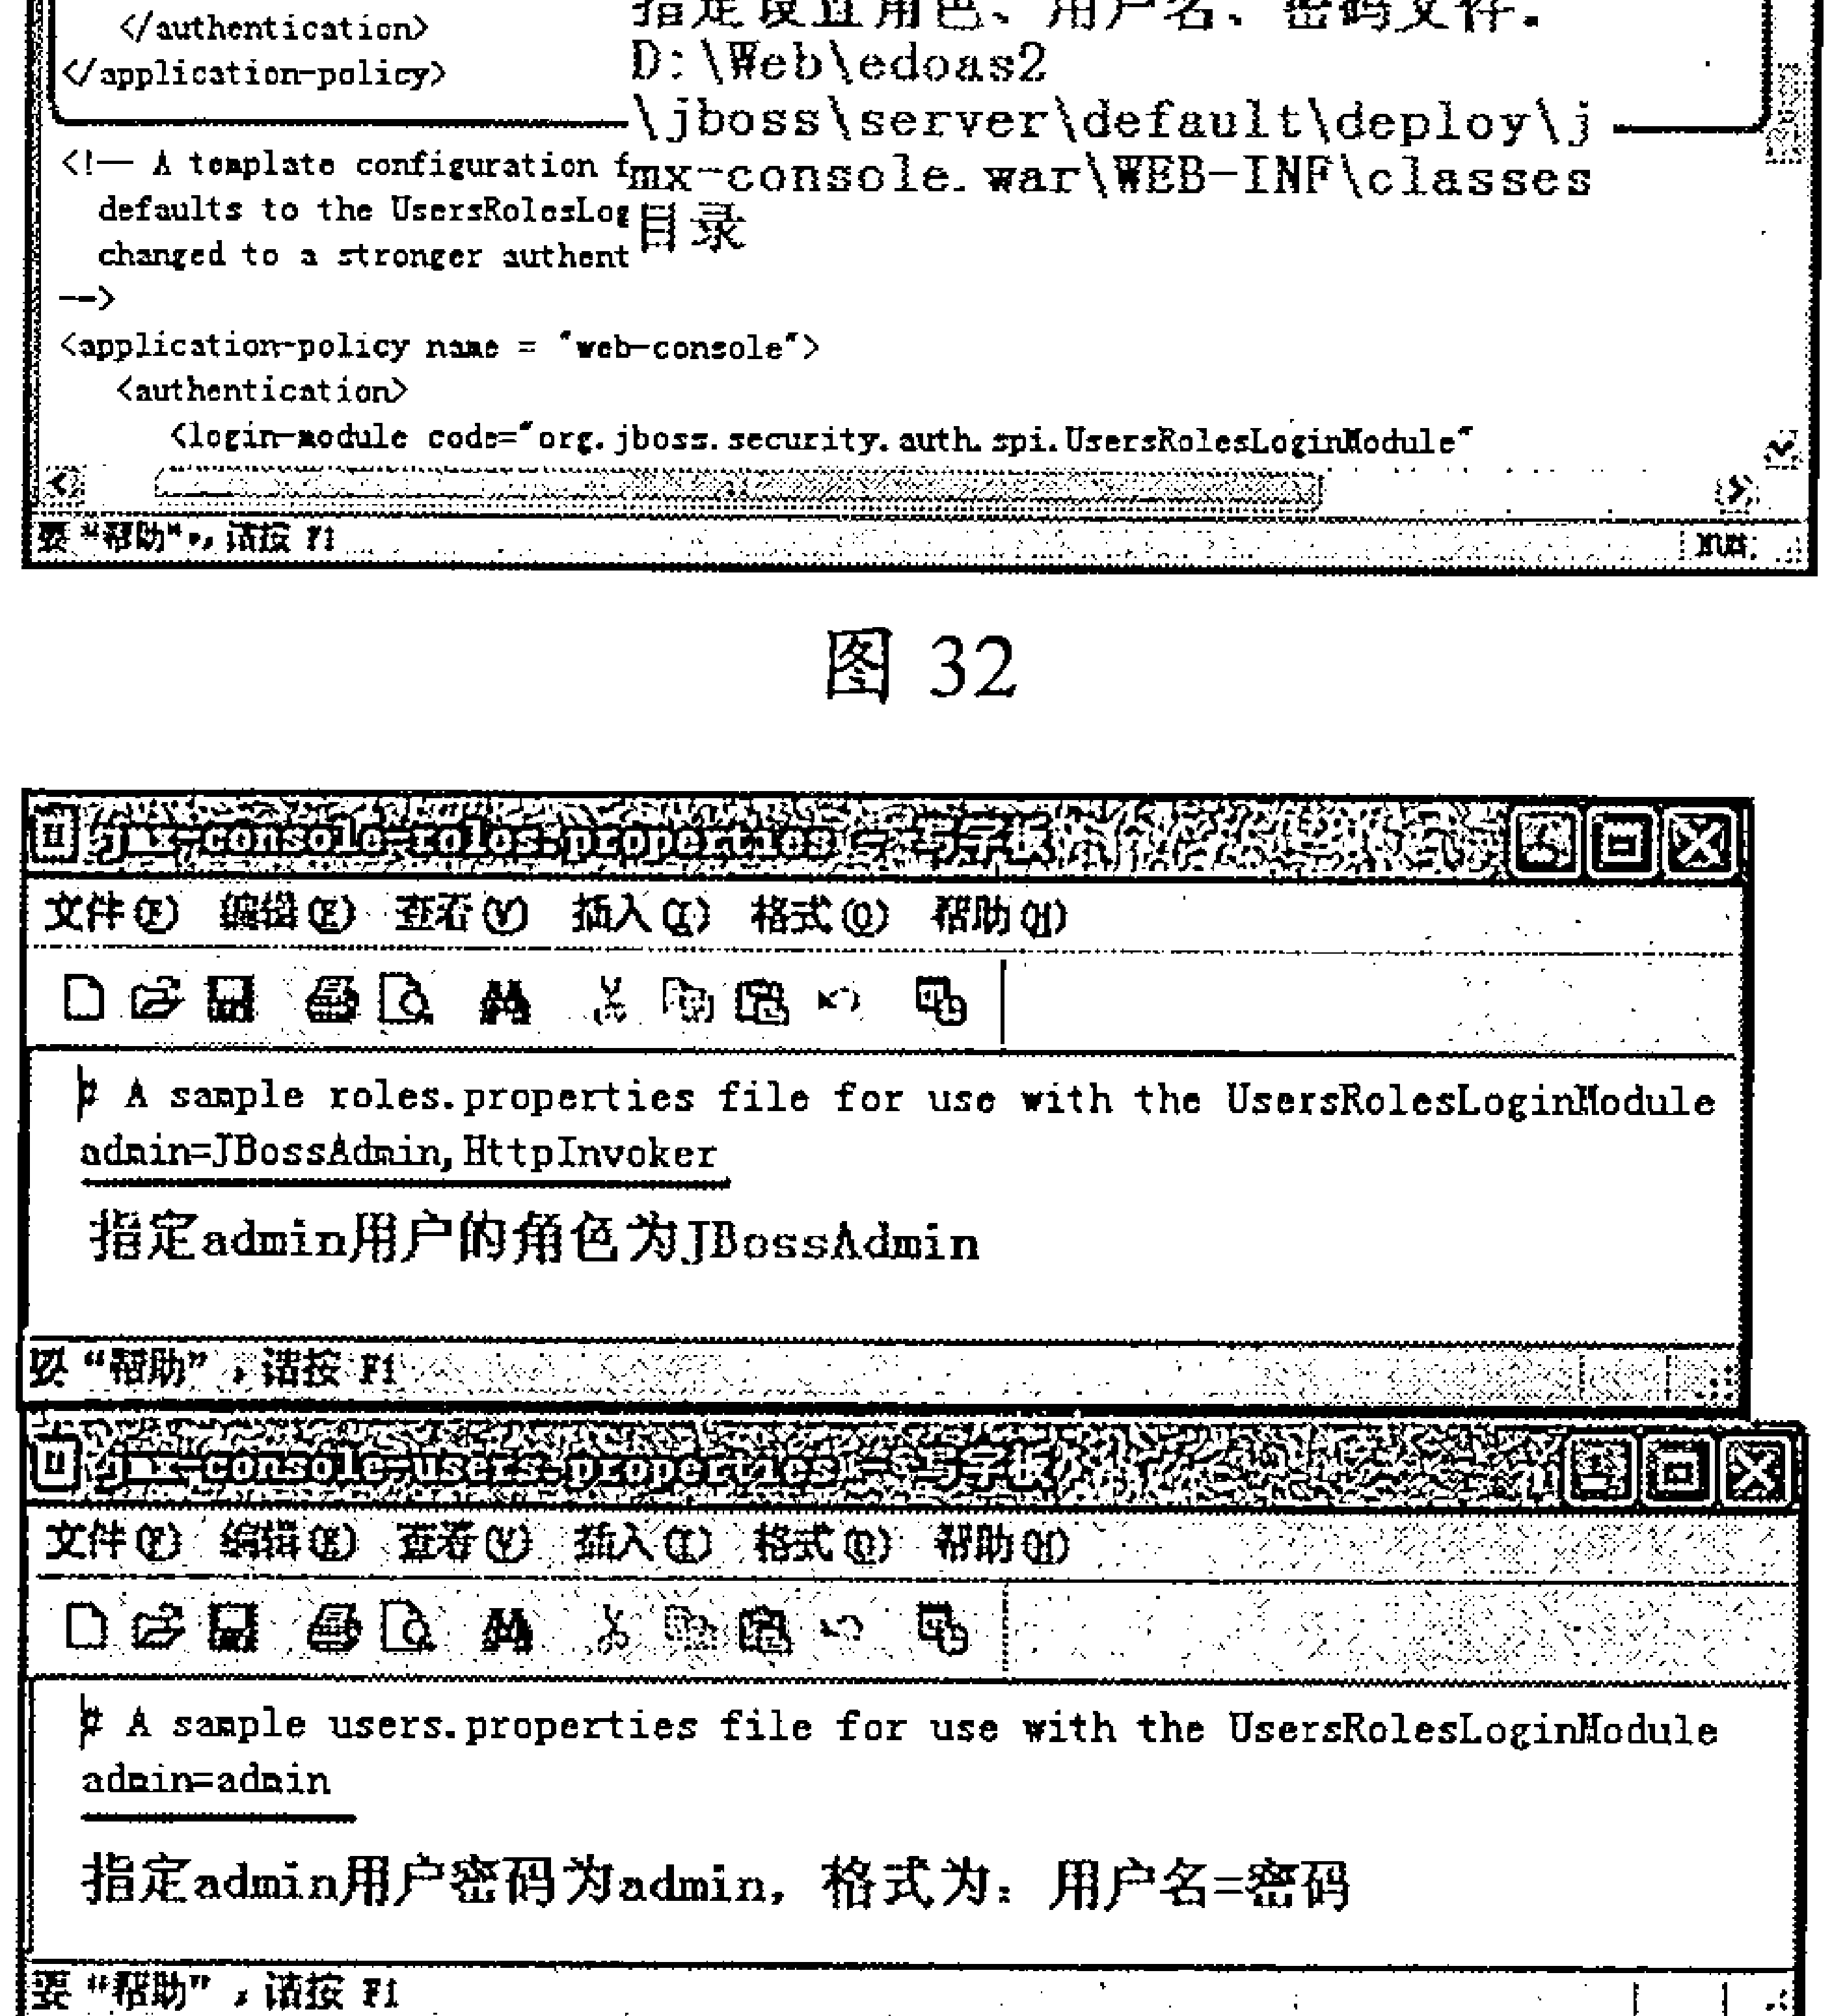 </authentication>
</application-policy>
指定设置角色、用户名、密码文件。
D:\Web\edoas2
\jboss\server\default\deploy\j
mx-console.war\WEB-INF\classes
目录
<!-- A template configuration f
defaults to the UsersRolesLog
changed to a stronger authent
-->
<application-policy name = "web-console">
<authentication>
<login-module code="org.jboss.security.auth.spi.UsersRolesLoginModule"
要“帮助”，请按 F1
NUM
图 32
jmx-console-roles.properties - 写字板
文件(F) 编辑(E) 查看(V) 插入(I) 格式(O) 帮助(H)
# A sample roles.properties file for use with the UsersRolesLoginModule
admin=JBossAdmin,HttpInvoker
指定admin用户的角色为JBossAdmin
要“帮助”，请按 F1
jmx-console-users.properties - 写字板
文件(F) 编辑(E) 查看(V) 插入(I) 格式(O) 帮助(H)
# A sample users.properties file for use with the UsersRolesLoginModule
admin=admin
指定admin用户密码为admin, 格式为：用户名=密码
要“帮助”，请按 F1